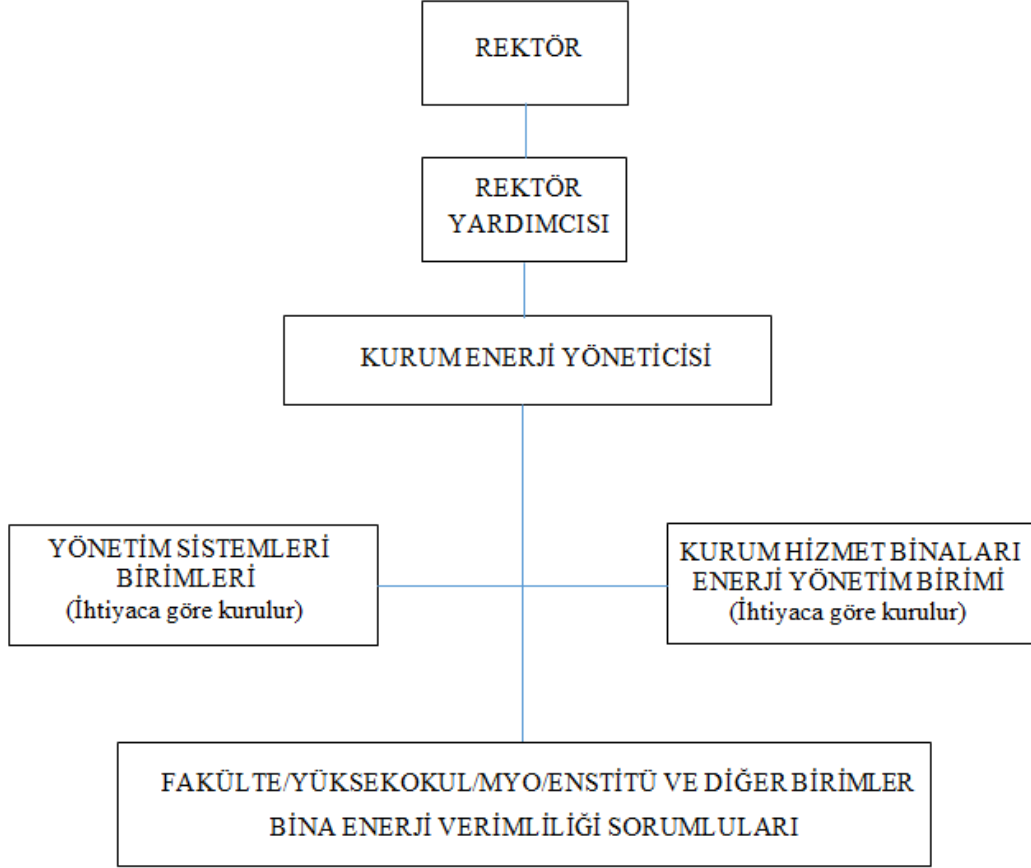 REKTÖR
REKTÖR
YARDIMCISI
KURUM ENERJİ YÖNETİCİSİ
YÖNETİM SİSTEMLERİ
BİRİMLERİ
(İhtiyaca göre kurulur)
KURUM HİZMET BİNALARI
ENERJİ YÖNETİM BİRİMİ
(İhtiyaca göre kurulur)
FAKÜLTE/YÜKSEKOKUL/MYO/ENSTİTÜ VE DİĞER BİRİMLER
BİNA ENERJİ VERİMLİLİĞİ SORUMLULARI